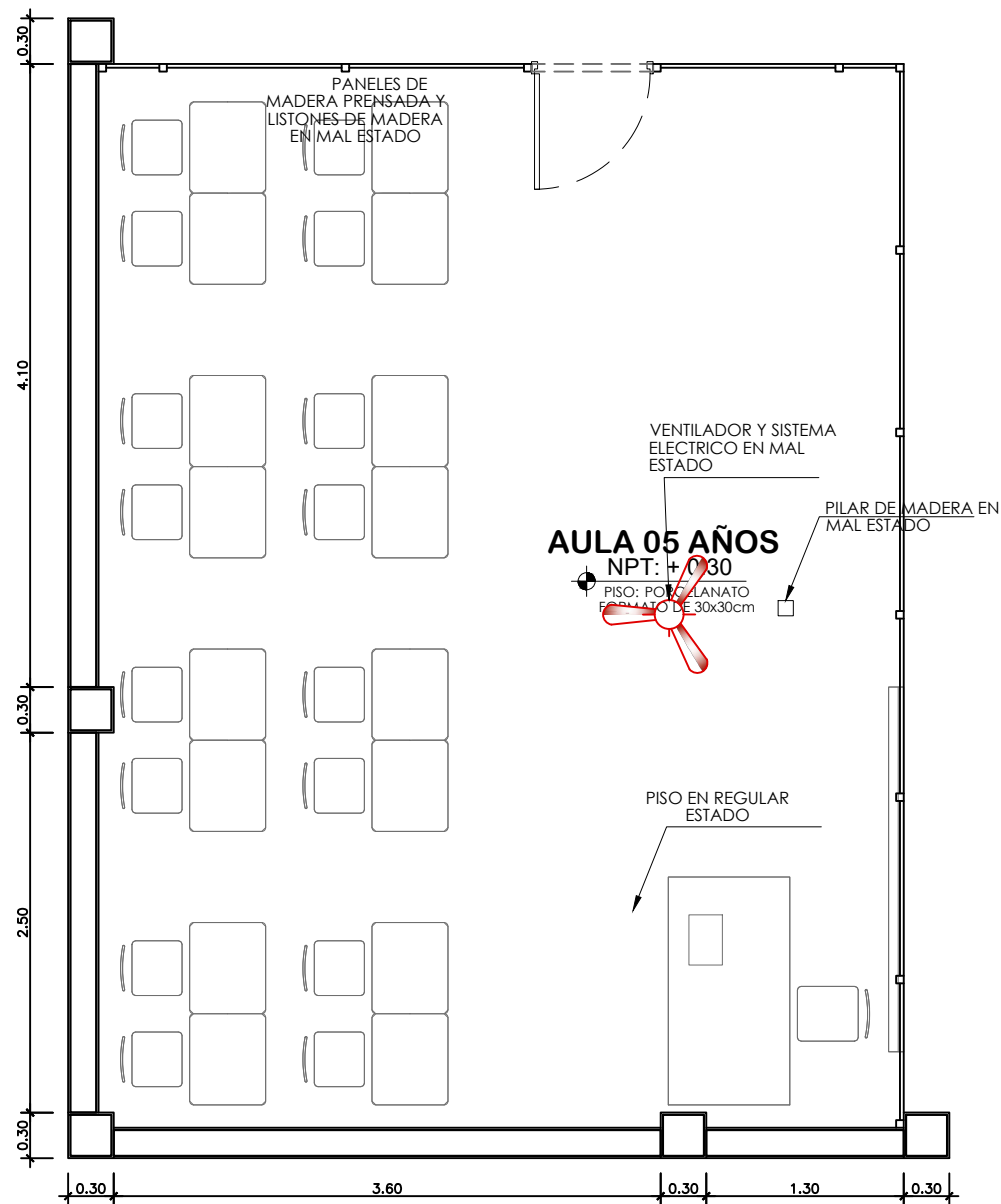 0.30
PANELES DE
MADERA PRENSADA Y
LISTONES DE MADERA
EN MAL ESTADO
4.10
VENTILADOR Y SISTEMA
ELECTRICO EN MAL
ESTADO
PILAR DE MADERA EN
MAL ESTADO
AULA 05 AÑOS
NPT: + 0.30
PISO: PORCELANATO
FORMATO DE 30x30cm
0.30
PISO EN REGULAR
ESTADO
2.50
0.30
0.30
3.60
0.30
1.30
0.30